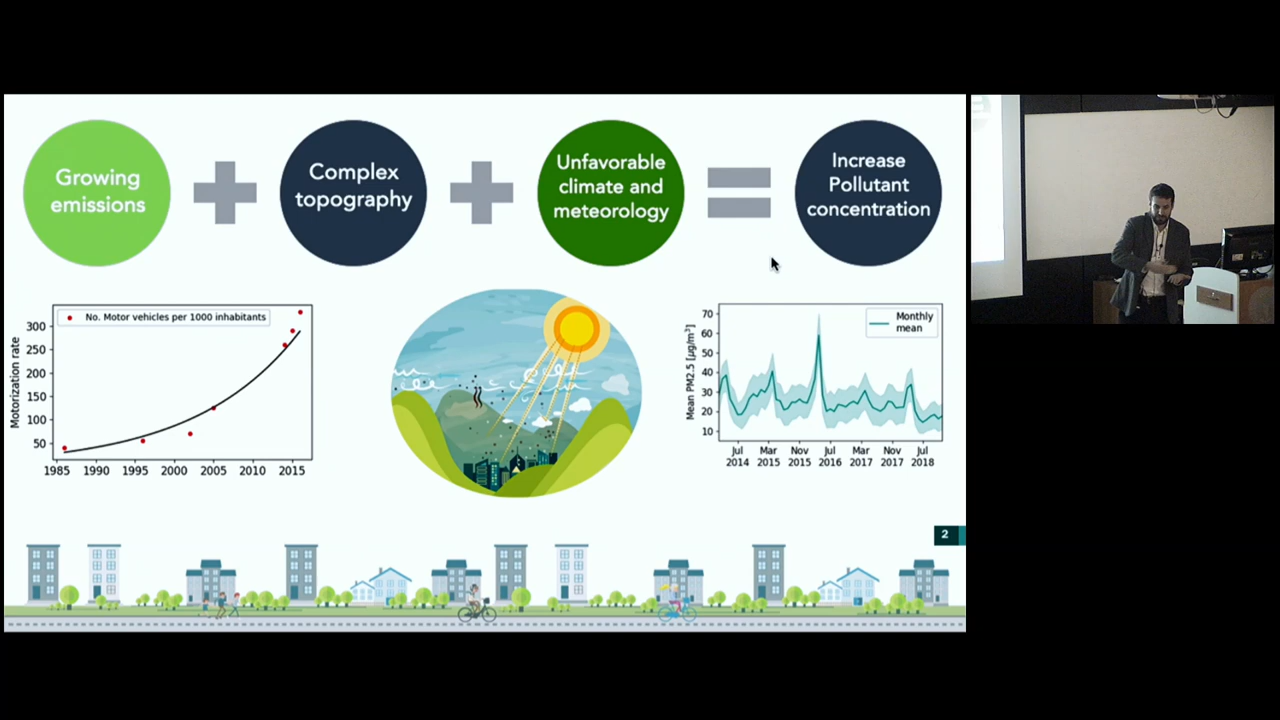 Growing
emissions
Complex
topography
Unfavorable
climate and
meteorology
Increase
Pollutant
concentration
No. Motor vehicles per 1000 inhabitants
Motorization rate
300
250
200
150
100
50
1985 1990 1995 2000 2005 2010 2015
Monthly
mean
Mean PM2.5 [µg/m³]
70
60
50
40
30
20
10
Jul Mar Nov Jul Mar Nov Jul
2014 2015 2015 2016 2017 2017 2018
2